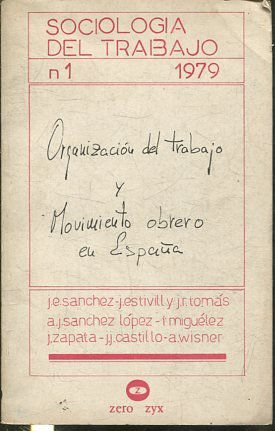 SOCIOLOGIA
DEL TRABAJO
n 1 1979
Organización del trabajo
y
Movimiento obrero
en España
j.e.sanchez-j.estivill y j.r.tomás
a.j.sanchez lópez-f.miguélez
j.zapata-j.j.castillo-a.wisner
z
zero zyx